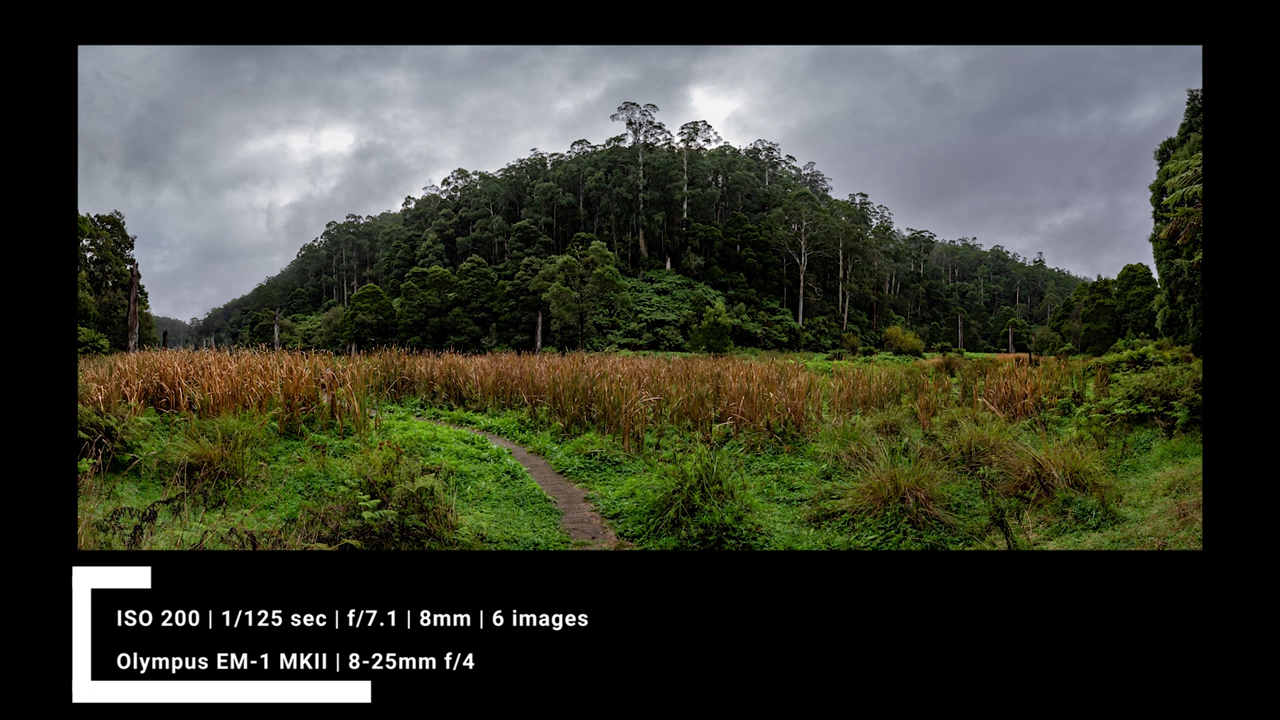 ISO 200 | 1/125 sec | f/7.1 | 8mm | 6 images
Olympus EM-1 MKII | 8-25mm f/4